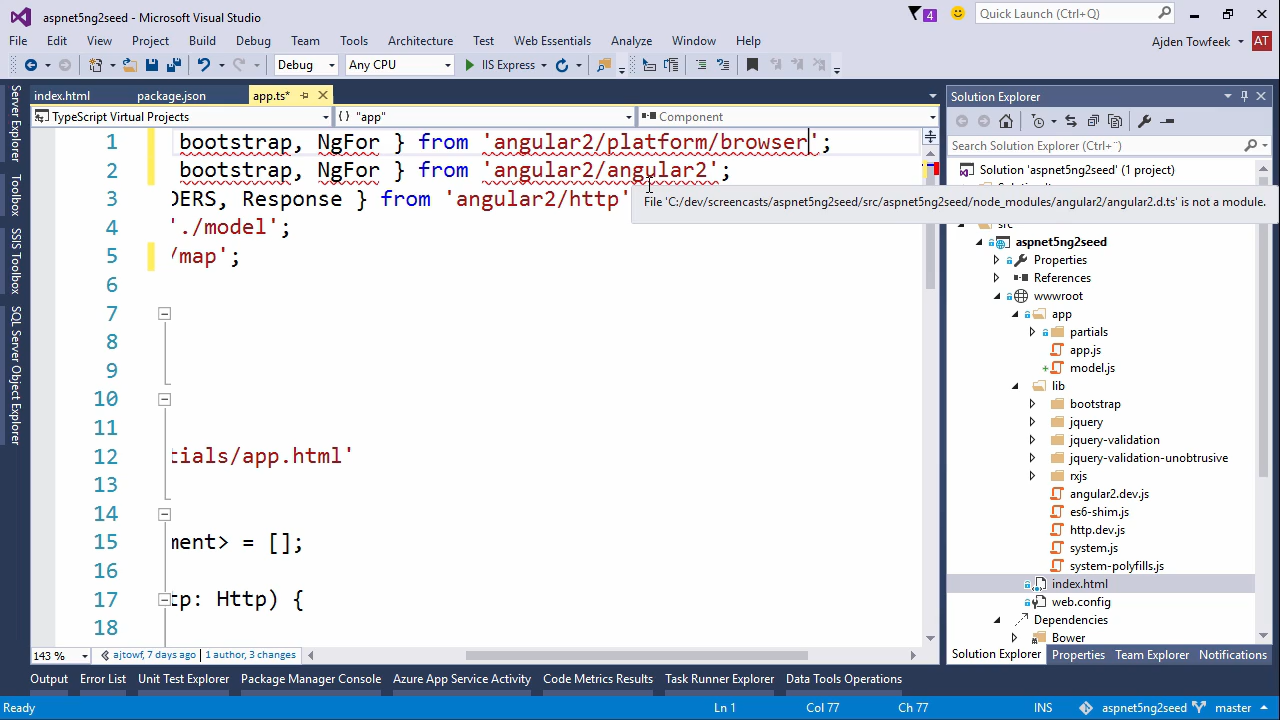 aspnet5ng2seed - Microsoft Visual Studio
4
Quick Launch (Ctrl+Q)
File Edit View Project Build Debug Team Tools Architecture Test Web Essentials Analyze Window Help
Ajden Towfeek AT
Debug Any CPU IIS Express
index.html package.json app.ts*
TypeScript Virtual Projects { } "app" Component
Server Explorer
Toolbox
SSIS Toolbox
SQL Server Object Explorer
1 bootstrap, NgFor } from 'angular2/platform/browser';
2 bootstrap, NgFor } from 'angular2/angular2';
3 DERS, Response } from 'angular2/http'
File 'C:/dev/screencasts/aspnet5ng2seed/src/aspnet5ng2seed/node_modules/angular2/angular2.d.ts' is not a module.
4 './model';
5 /map';
6
7
8
9
10
11
12 tials/app.html'
13
14
15 ment> = [];
16
17 tp: Http) {
18
143 % ajtowf, 7 days ago | 1 author, 3 changes
Solution Explorer
Search Solution Explorer (Ctrl+¨)
Solution 'aspnet5ng2seed' (1 project)
src
aspnet5ng2seed
Properties
References
wwwroot
app
partials
app.js
model.js
lib
bootstrap
jquery
jquery-validation
jquery-validation-unobtrusive
rxjs
angular2.dev.js
es6-shim.js
http.dev.js
system.js
system-polyfills.js
index.html
web.config
Dependencies
Bower
Solution Explorer Properties Team Explorer Notifications
Output Error List Unit Test Explorer Package Manager Console Azure App Service Activity Code Metrics Results Task Runner Explorer Data Tools Operations
Ready Ln 1 Col 77 Ch 77 INS aspnet5ng2seed master